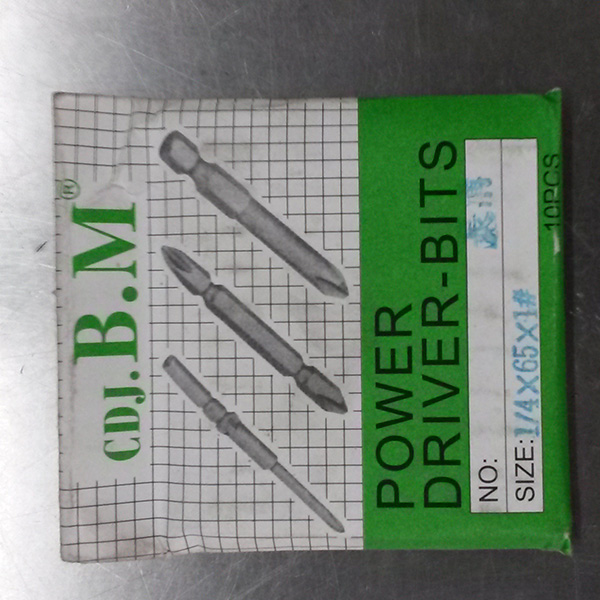 CDJ.B.M®
POWER
DRIVER-BITS
NO:
SIZE: 1/4×65×1#
10PCS